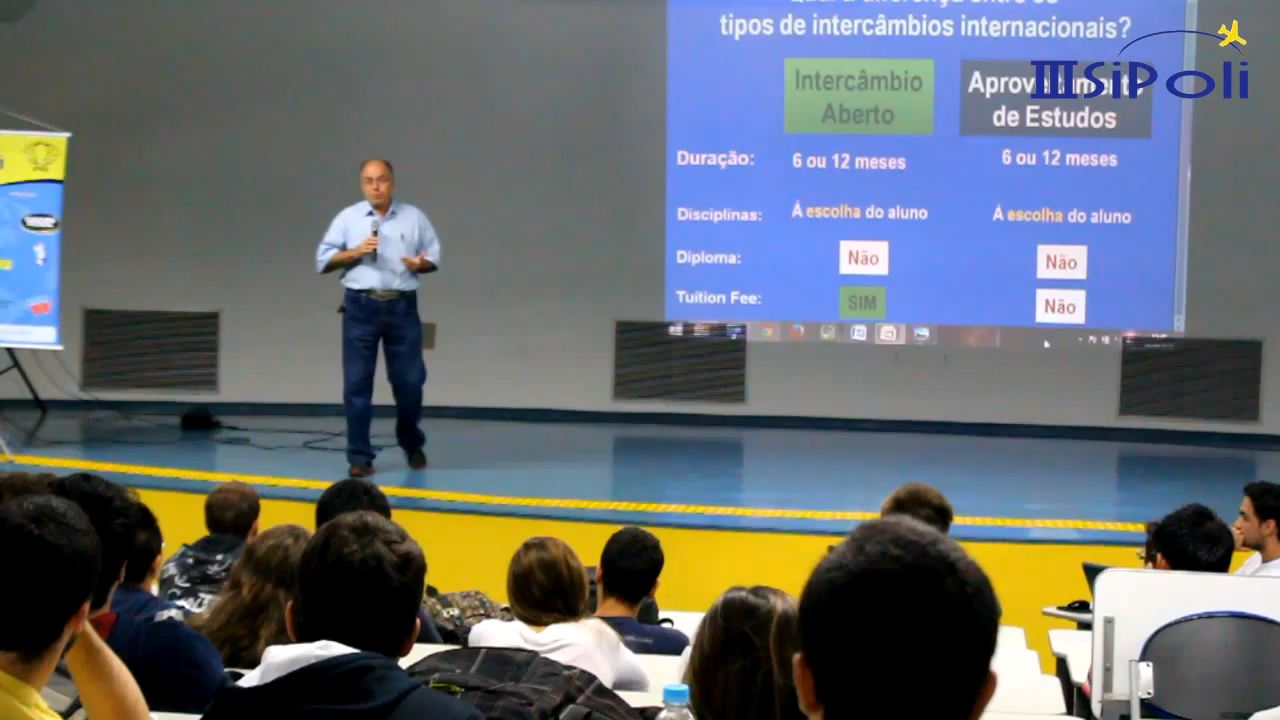 tipos de intercâmbios internacionais?
Intercâmbio
Aberto
de Estudos
Duração:
6 ou 12 meses
6 ou 12 meses
Disciplinas:
À escolha do aluno
À escolha do aluno
Diploma:
Não
Não
Tuition Fee:
SIM
Não
IIISiPoli